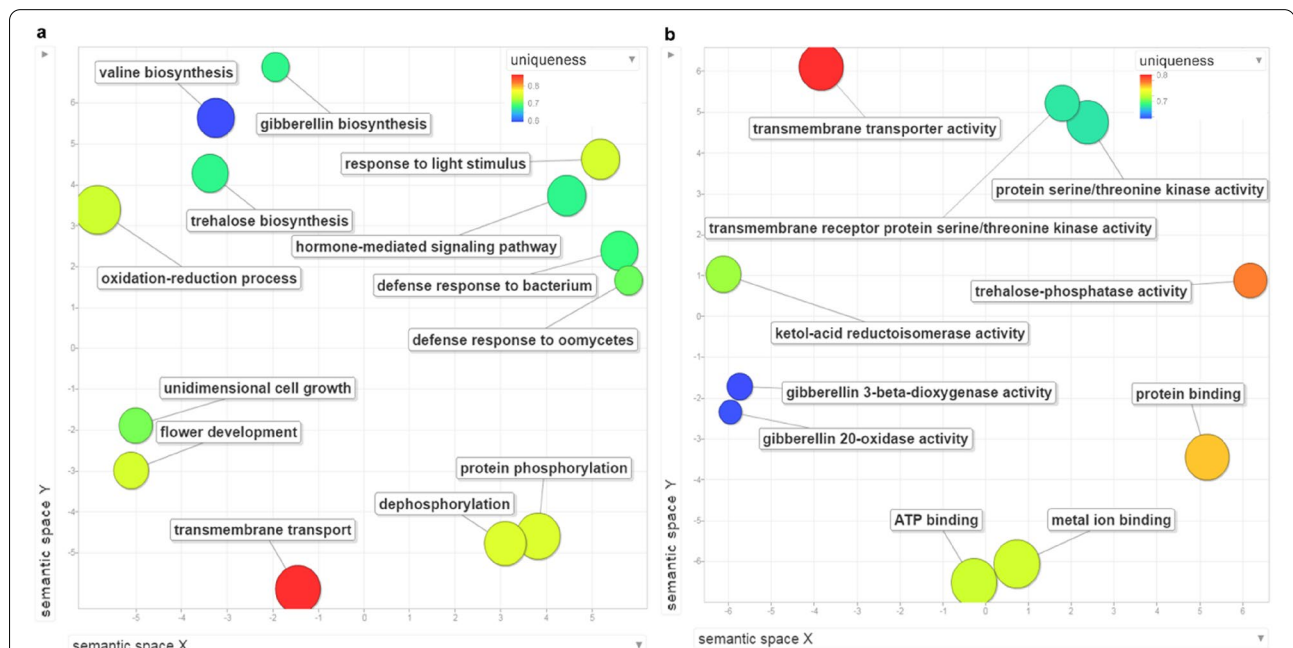 a
uniqueness
0.8
0.7
0.6
valine biosynthesis
gibberellin biosynthesis
response to light stimulus
trehalose biosynthesis
hormone-mediated signaling pathway
oxidation-reduction process
defense response to bacterium
defense response to oomycetes
unidimensional cell growth
flower development
protein phosphorylation
dephosphorylation
transmembrane transport
6
5
4
3
2
1
0
-1
-2
-3
-4
-5
-5 -4 -3 -2 -1 0 1 2 3 4 5
semantic space Y
semantic space X
b
uniqueness
0.8
0.7
transmembrane transporter activity
protein serine/threonine kinase activity
transmembrane receptor protein serine/threonine kinase activity
trehalose-phosphatase activity
ketol-acid reductoisomerase activity
gibberellin 3-beta-dioxygenase activity
protein binding
gibberellin 20-oxidase activity
ATP binding
metal ion binding
6
5
4
3
2
1
0
-1
-2
-3
-4
-5
-6
-6 -5 -4 -3 -2 -1 0 1 2 3 4 5 6
semantic space Y
semantic space X